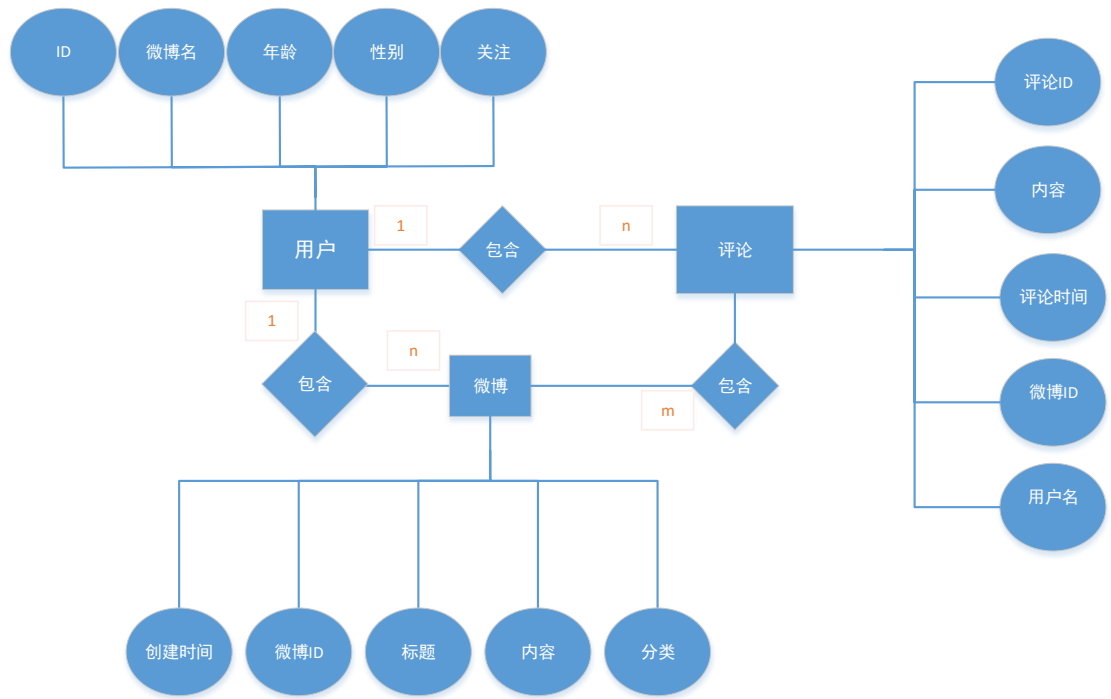 ID
微博名
年龄
性别
关注
评论ID
内容
评论时间
微博ID
用户名
用户
1
包含
n
评论
1
包含
n
微博
m
包含
创建时间
微博ID
标题
内容
分类